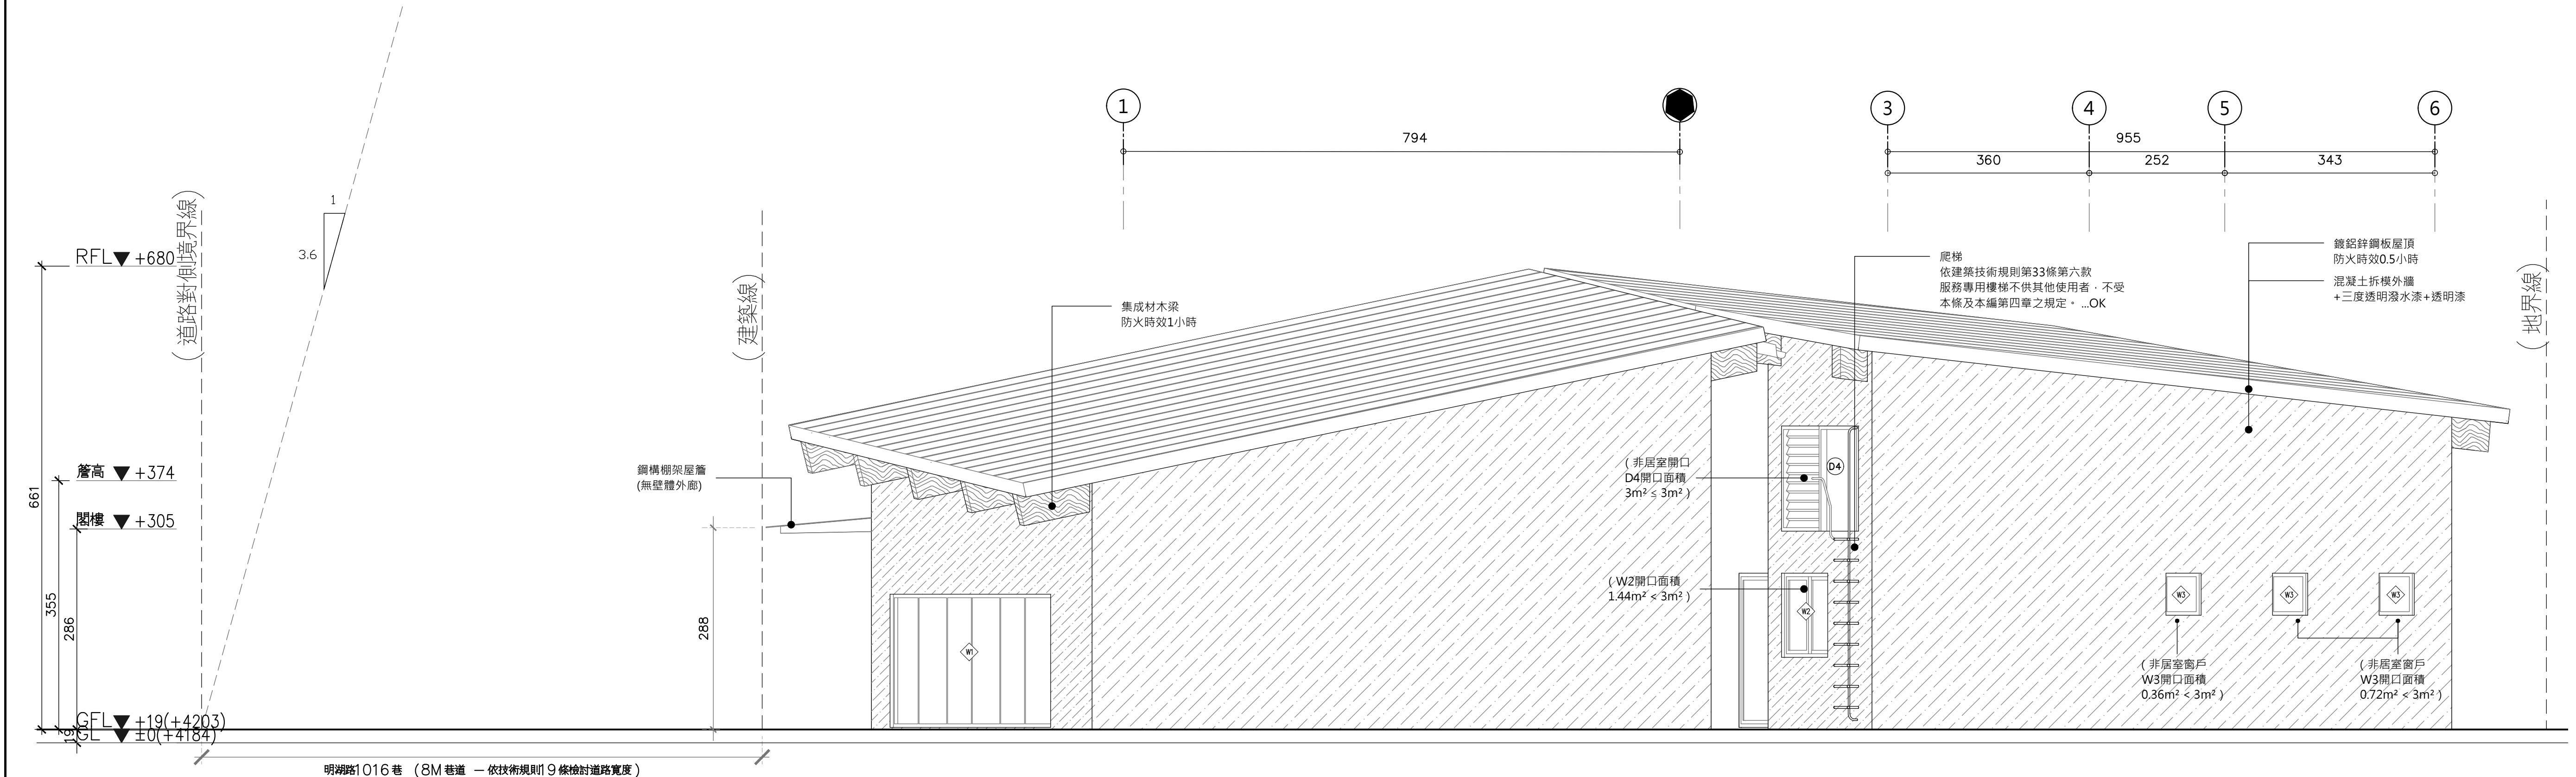 1
3
4
5
6
794
955
360
252
343
(道路對側境界線)
1
3.6
(建築線)
(地界線)
RFL +680
簷高 +374
閣樓 +305
GFL +19(+4203)
GL ±0(+4184)
661
355
286
19
288
集成材木梁
防火時效1小時
鋼構棚架屋簷
(無壁體外廊)
爬梯
依建築技術規則第33條第六款
服務專用樓梯不供其他使用者，不受
本條及本編第四章之規定。...OK
鍍鋁鋅鋼板屋頂
防火時效0.5小時
混凝土拆模外牆
+三度透明潑水漆+透明漆
( 非居室開口
D4開口面積
3m² ≤ 3m² )
D4
( W2開口面積
1.44m² < 3m² )
W2
W1
W3
W3
W3
( 非居室窗戶
W3開口面積
0.36m² < 3m² )
( 非居室窗戶
W3開口面積
0.72m² < 3m² )
明湖路1016巷 (8M巷道 — 依技術規則19條檢討道路寬度)